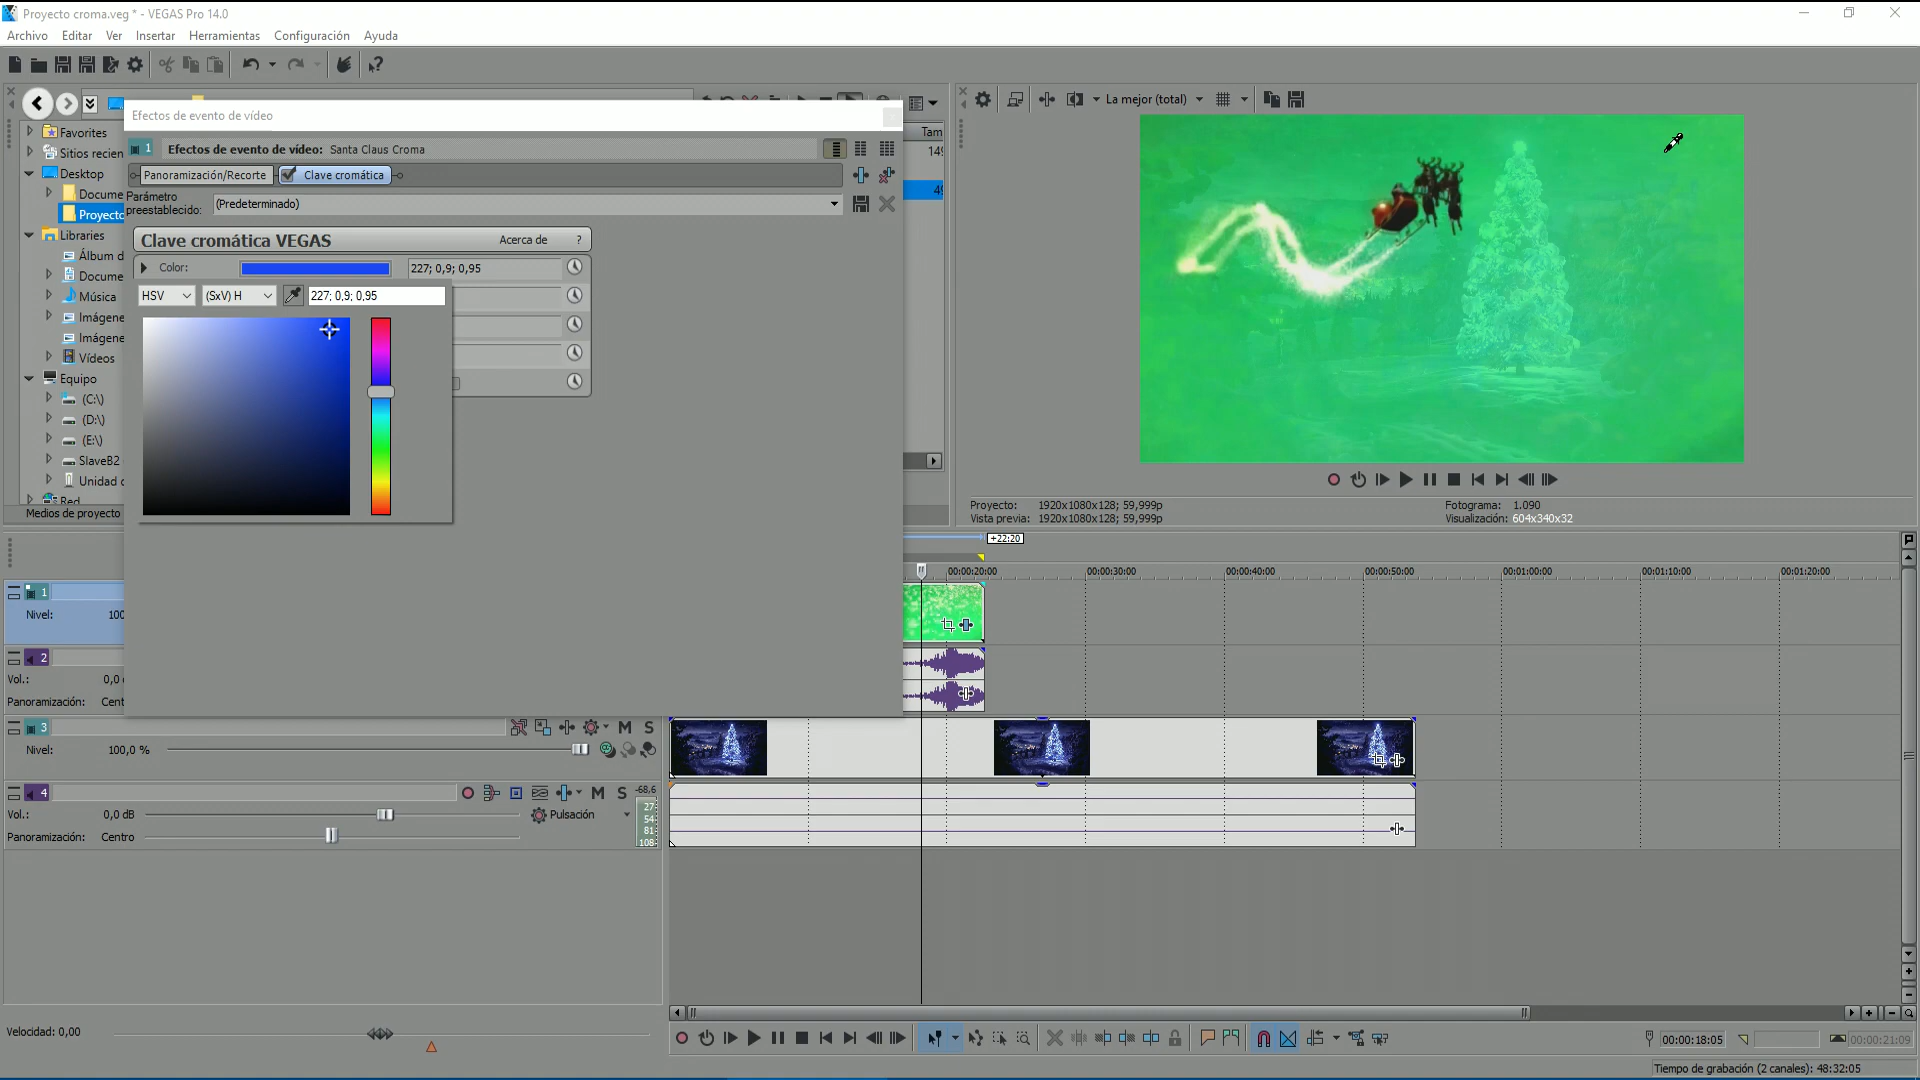 Proyecto croma.veg * - VEGAS Pro 14.0
Archivo Editar Ver Insertar Herramientas Configuración Ayuda
La mejor (total)
Efectos de evento de vídeo
Tam
Favorites
Sitios recien
Desktop
Docume
Proyecto
Libraries
Álbum d
Docume
Música
Imágene
Imágene
Vídeos
Equipo
(C:\)
(D:\)
(E:\)
SlaveB2
Unidad
Red
Medios de proyecto
1 Efectos de evento de vídeo: Santa Claus Croma
Panoramización/Recorte Clave cromática
Parámetro preestablecido: (Predeterminado)
Clave cromática VEGAS Acerca de ?
Color: 227; 0,9; 0,95
HSV (SxV) H 227; 0,9; 0,95
Proyecto: 1920x1080x128; 59,999p Fotograma: 1.090
Vista previa: 1920x1080x128; 59,999p Visualización: 604x340x32
+22:20
00:00:20:00 00:00:30:00 00:00:40:00 00:00:50:00 00:01:00:00 00:01:10:00 00:01:20:00
1
Nivel: 100
2
Vol.: 0,0
Panoramización: Cent
3 M S
Nivel: 100,0 %
4 M S -68,6
Vol.: 0,0 dB Pulsación
27
54
81
108
Panoramización: Centro
Velocidad: 0,00
00:00:18:05 00:00:21:09
Tiempo de grabación (2 canales): 48:32:05